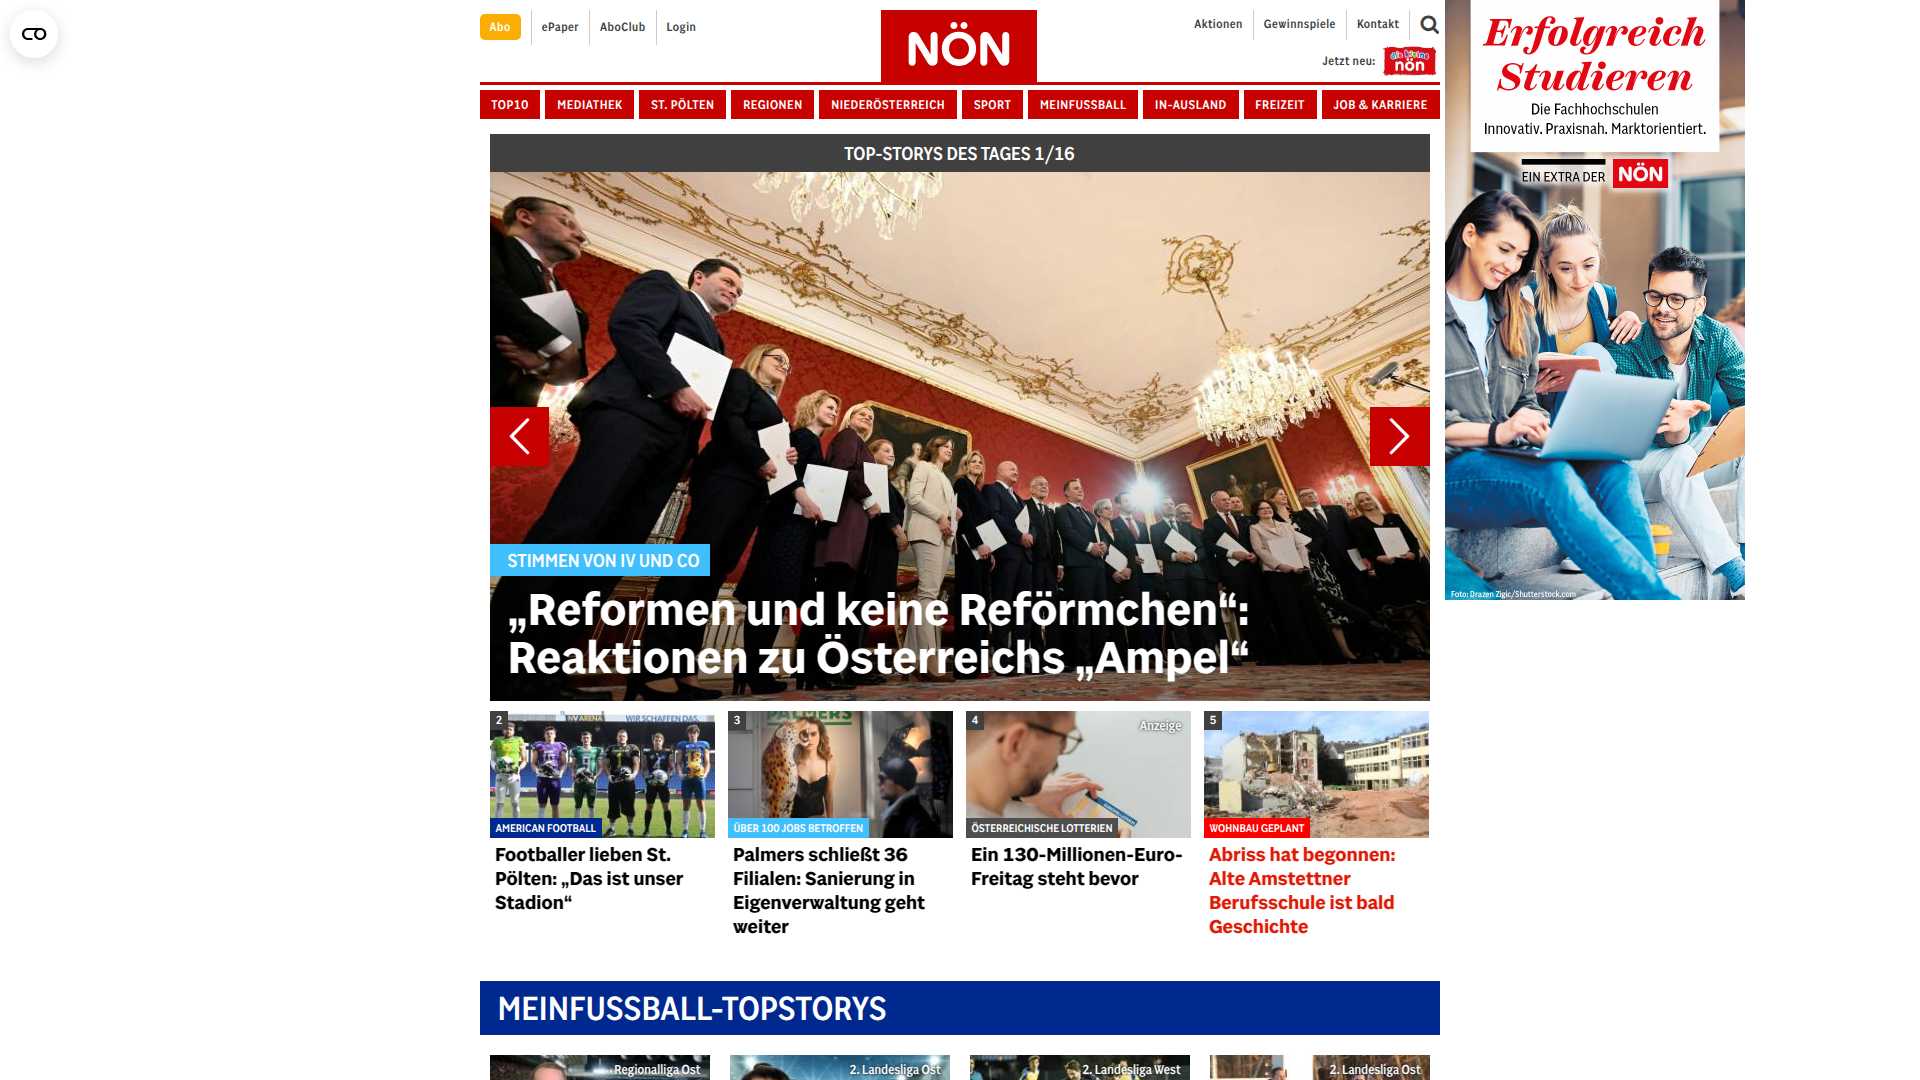 Abo
ePaper
AboClub
Login
NÖN
Aktionen
Gewinnspiele
Kontakt
Jetzt neu:
die kleine
nön
TOP10
MEDIATHEK
ST. PÖLTEN
REGIONEN
NIEDERÖSTERREICH
SPORT
MEINFUSSBALL
IN-AUSLAND
FREIZEIT
JOB & KARRIERE
Erfolgreich
Studieren
Die Fachhochschulen
Innovativ. Praxisnah. Marktorientiert.
EIN EXTRA DER NÖN
Foto: Drazen Zigic/Shutterstock.com
TOP-STORYS DES TAGES 1/16
STIMMEN VON IV UND CO
„Reformen und keine Reförmchen“:
Reaktionen zu Österreichs „Ampel“
2
NV ARENA
WIR SCHAFFEN DAS.
AMERICAN FOOTBALL
Footballer lieben St.
Pölten: „Das ist unser
Stadion“
3
PALMERS
ÜBER 100 JOBS BETROFFEN
Palmers schließt 36
Filialen: Sanierung in
Eigenverwaltung geht
weiter
4
Anzeige
ÖSTERREICHISCHE LOTTERIEN
Ein 130-Millionen-Euro-
Freitag steht bevor
5
WOHNBAU GEPLANT
Abriss hat begonnen:
Alte Amstettner
Berufsschule ist bald
Geschichte
MEINFUSSBALL-TOPSTORYS
Regionalliga Ost
2. Landesliga Ost
2. Landesliga West
2. Landesliga Ost